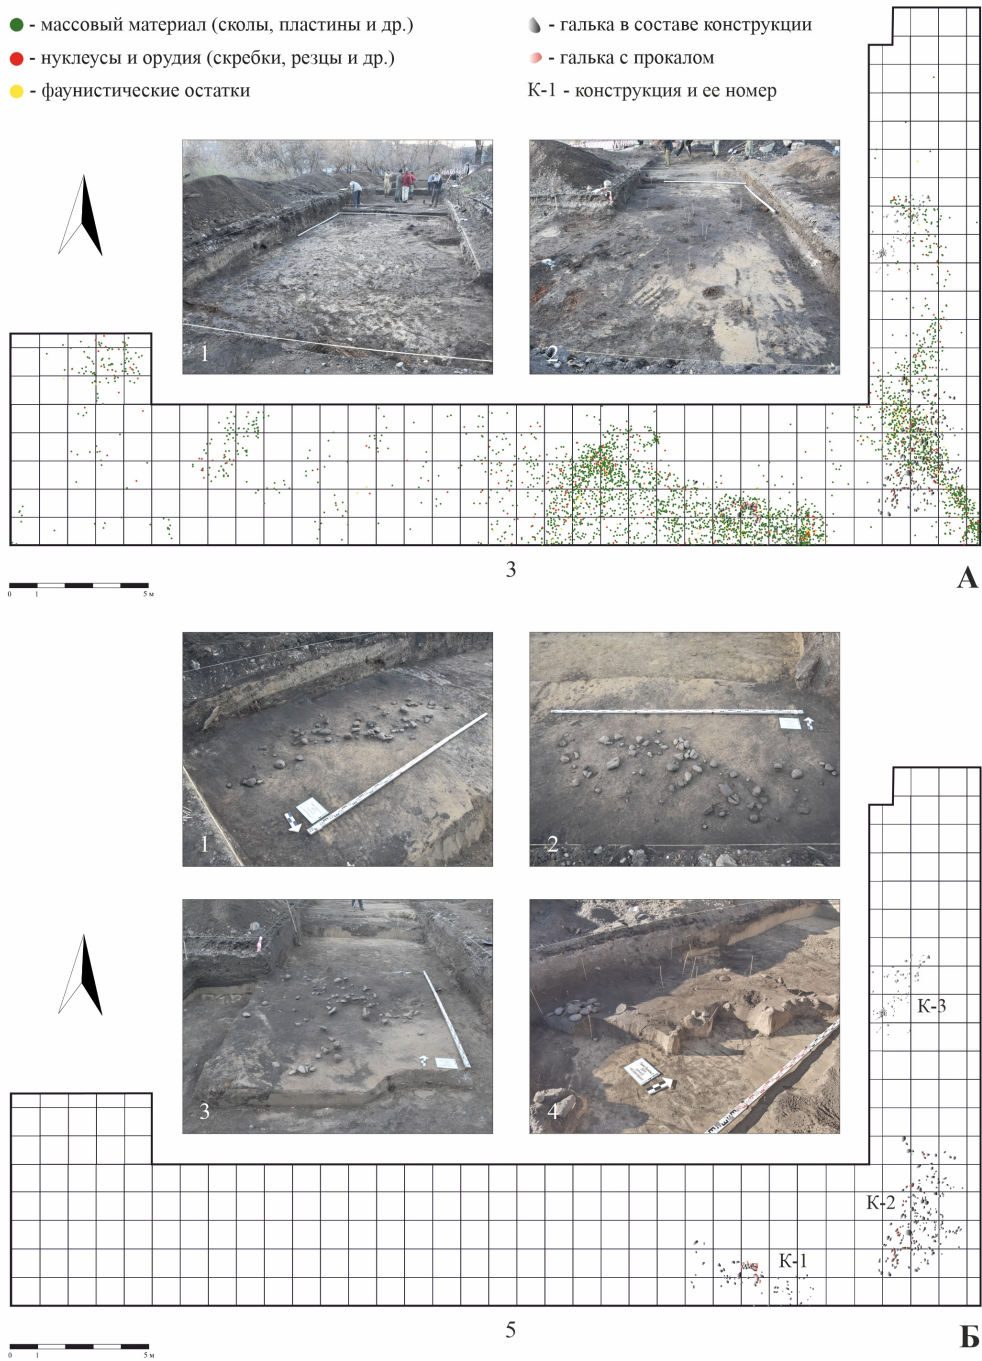 - массовый материал (сколы, пластины и др.)
- нуклеусы и орудия (скребки, резцы и др.)
- фаунистические остатки
- галька в составе конструкции
- галька с прокалом
К-1 - конструкция и ее номер
1
2
3
0 1 5 м
А
1
2
3
4
К-3
К-2
К-1
5
0 1 5 м
Б